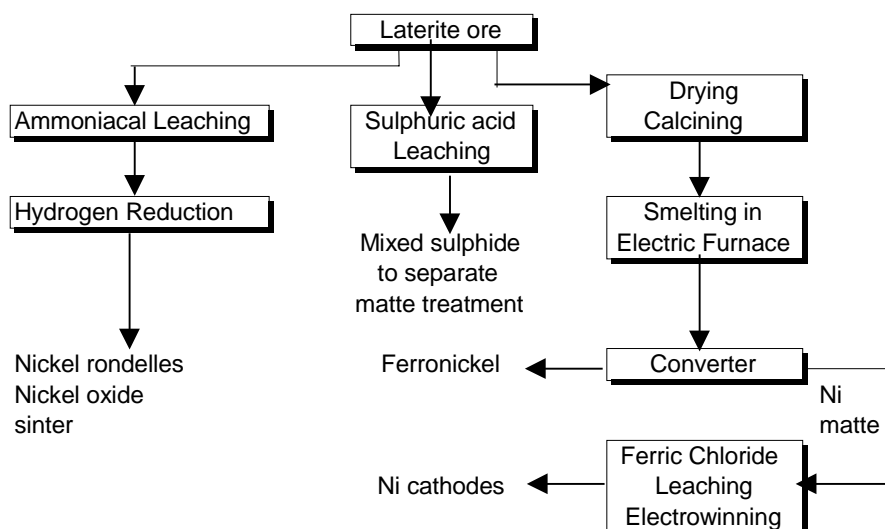 Laterite ore
Ammoniacal Leaching
Sulphuric acid
Leaching
Drying
Calcining
Hydrogen Reduction
Mixed sulphide
to separate
matte treatment
Smelting in
Electric Furnace
Nickel rondelles
Nickel oxide
sinter
Ferronickel
Converter
Ni
matte
Ni cathodes
Ferric Chloride
Leaching
Electrowinning